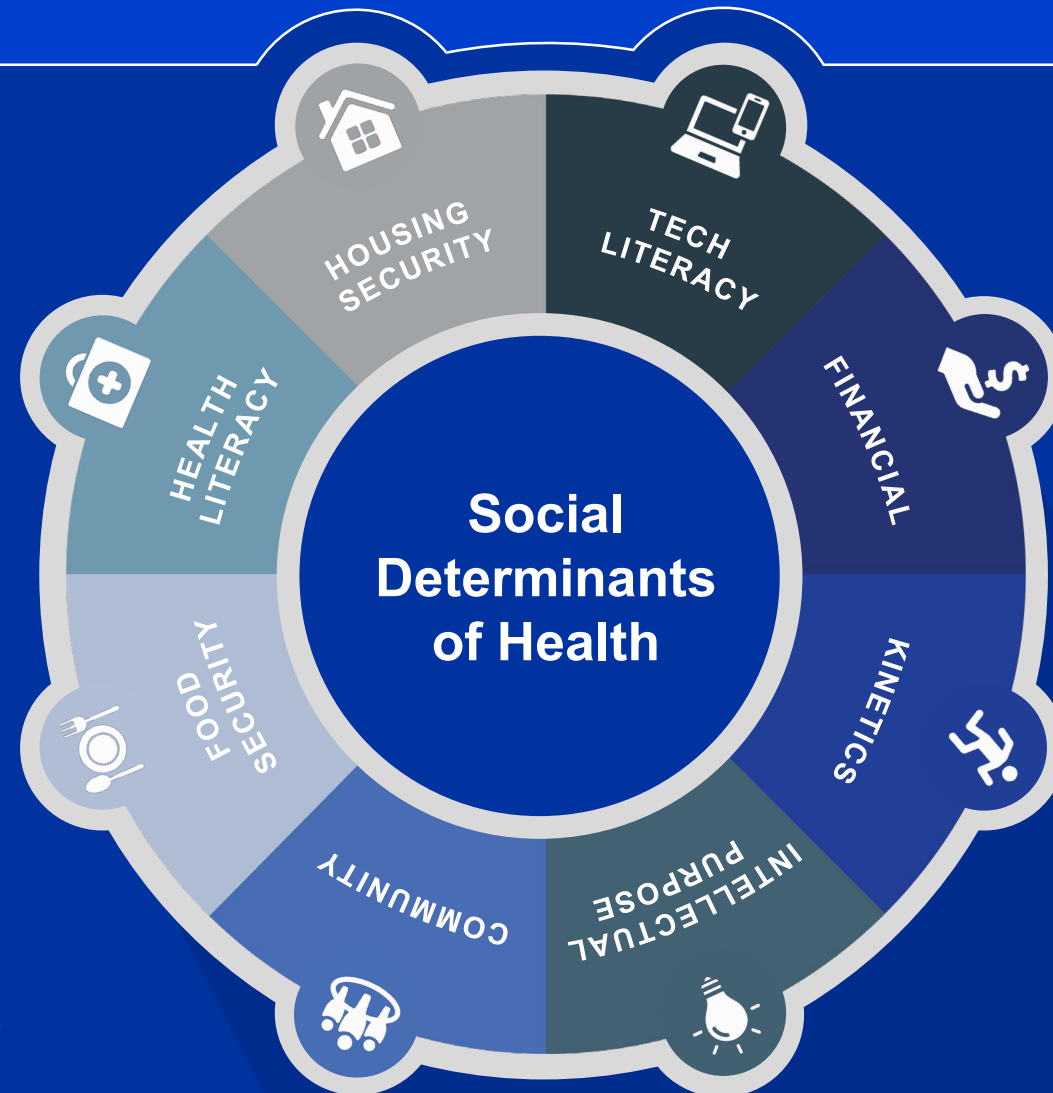 HOUSING
SECURITY
TECH
LITERACY
FINANCIAL
KINETICS
INTELLECTUAL
PURPOSE
COMMUNITY
FOOD
SECURITY
HEALTH
LITERACY
Social
Determinants
of Health
$